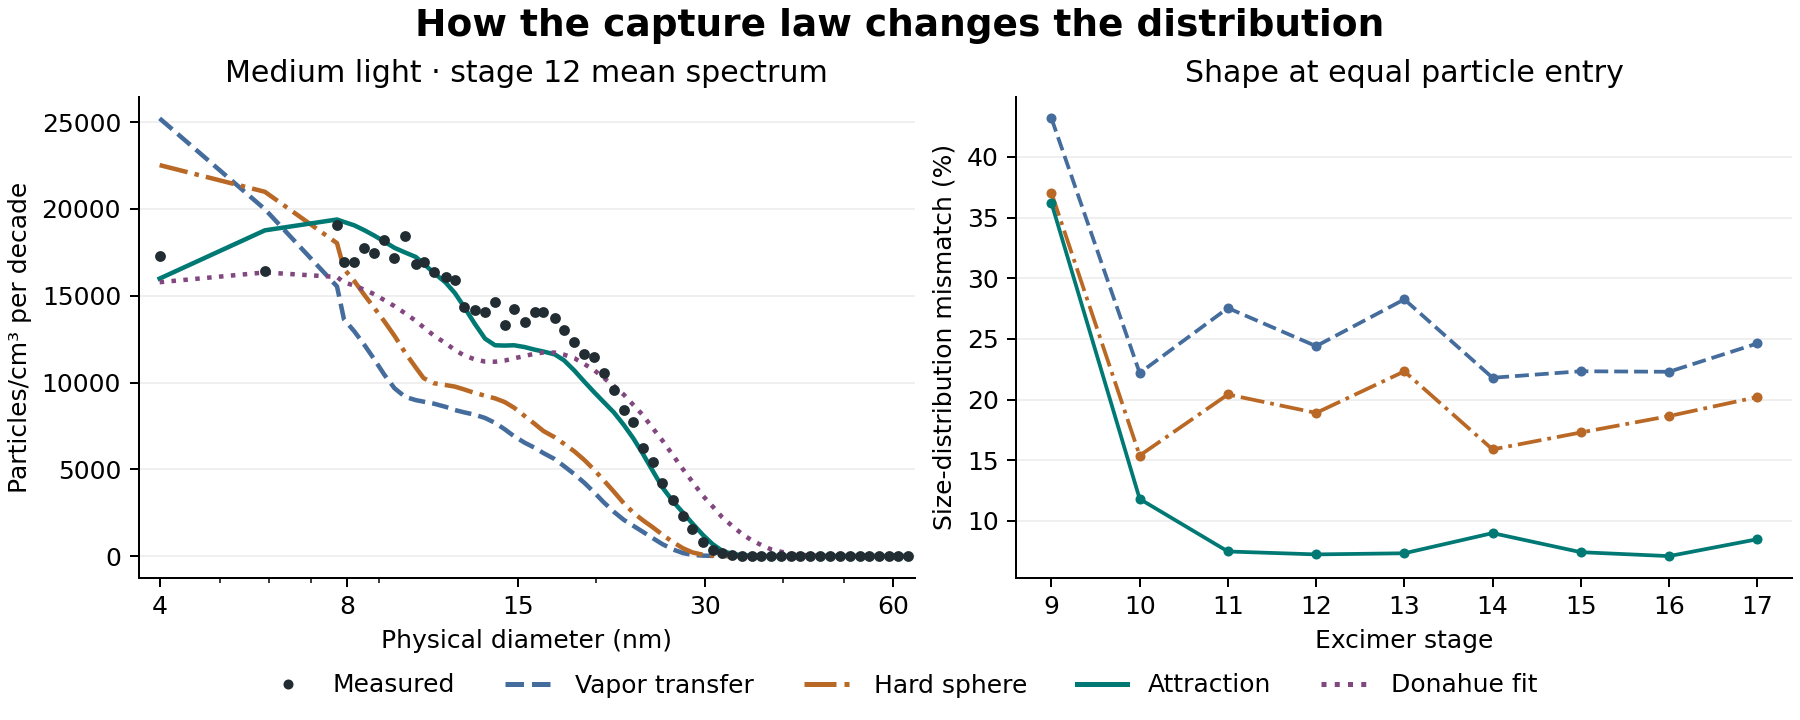 How the capture law changes the distribution
Medium light · stage 12 mean spectrum
Particles/cm³ per decade
25000
20000
15000
10000
5000
0
4
8
15
30
60
Physical diameter (nm)
Shape at equal particle entry
Size-distribution mismatch (%)
40
35
30
25
20
15
10
9
10
11
12
13
14
15
16
17
Excimer stage
Measured
Vapor transfer
Hard sphere
Attraction
Donahue fit